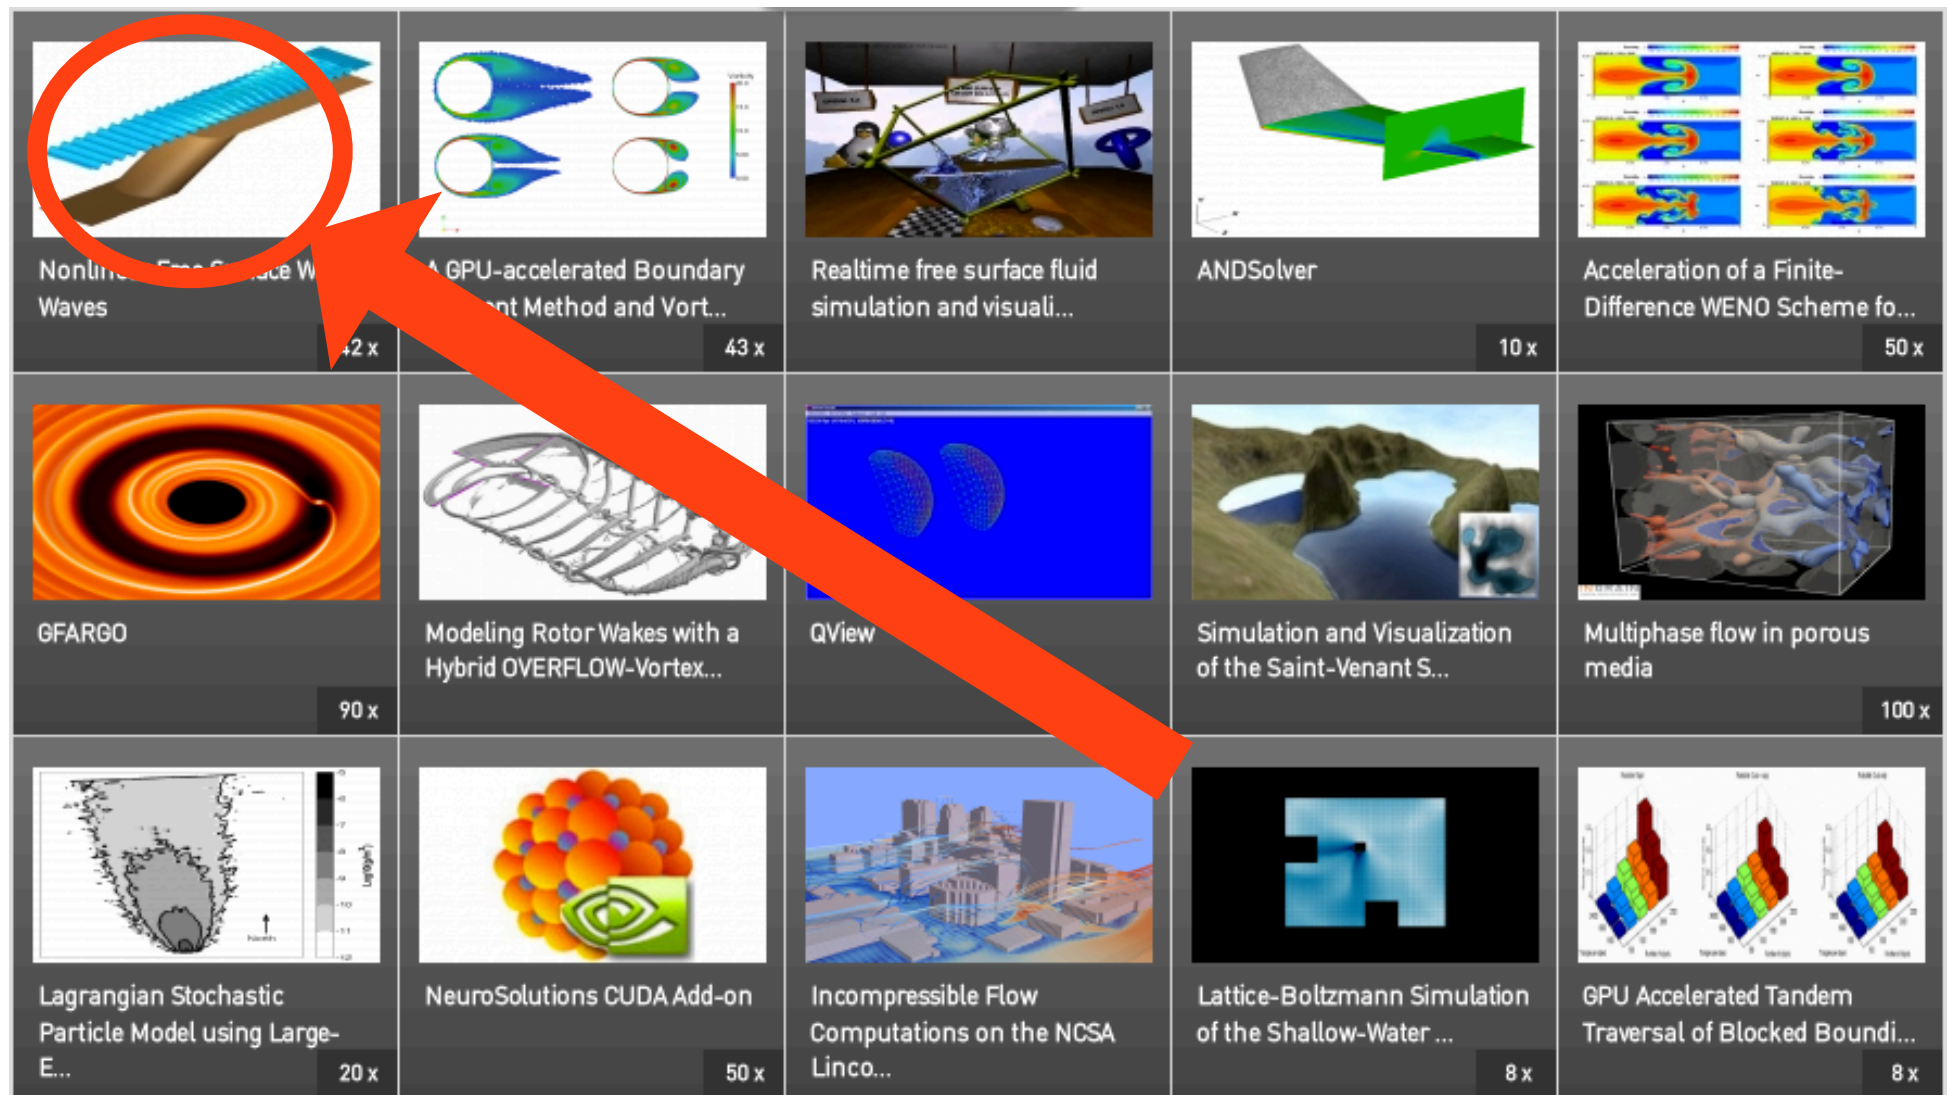 Waves
42 x
A GPU-accelerated Boundary
Method and Vort...
43 x
Realtime free surface fluid
simulation and visuali...
ANDSolver
10 x
Acceleration of a Finite-
Difference WENO Scheme fo...
50 x
GFARGO
90 x
Modeling Rotor Wakes with a
Hybrid OVERFLOW-Vortex...
QView
Simulation and Visualization
of the Saint-Venant S...
Multiphase flow in porous
media
100 x
Lagrangian Stochastic
Particle Model using Large-
E...
20 x
NeuroSolutions CUDA Add-on
50 x
Incompressible Flow
Computations on the NCSA
Linco...
Lattice-Boltzmann Simulation
of the Shallow-Water ...
8 x
GPU Accelerated Tandem
Traversal of Blocked Boundi...
8 x